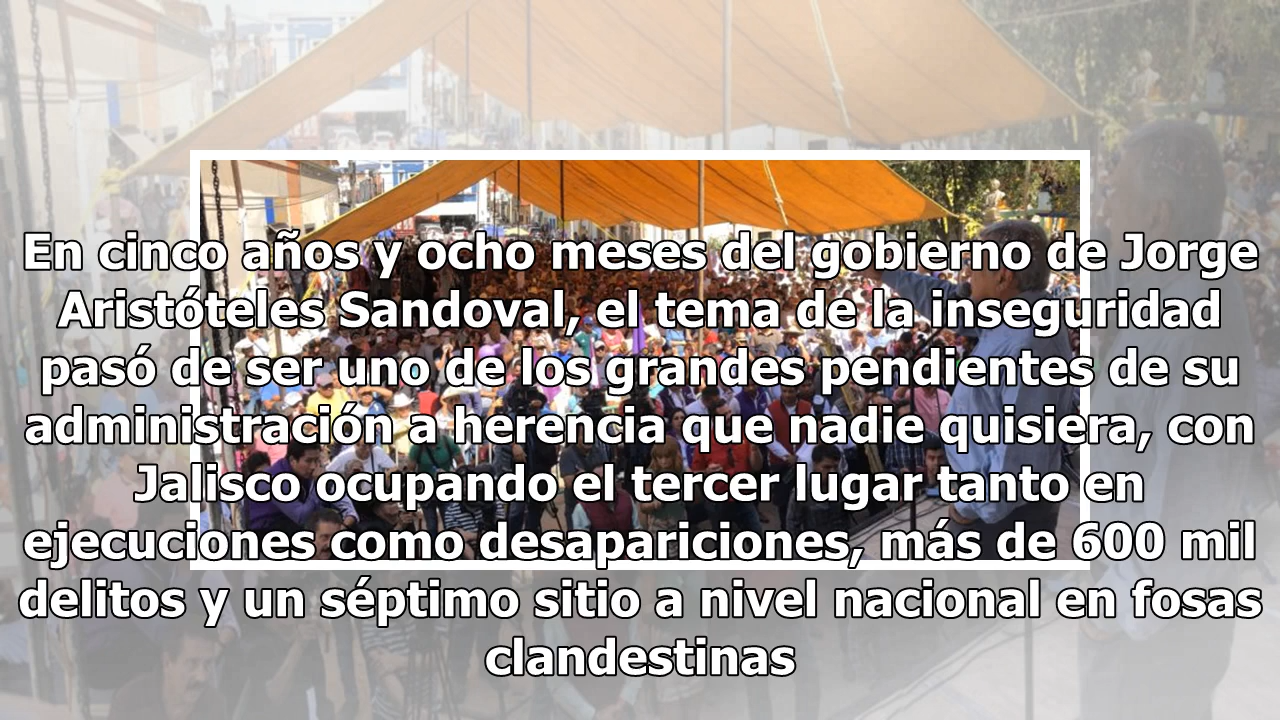 En cinco años y ocho meses del gobierno de Jorge
Aristóteles Sandoval, el tema de la inseguridad
pasó de ser uno de los grandes pendientes de su
administración a herencia que nadie quisiera, con
Jalisco ocupando el tercer lugar tanto en
ejecuciones como desapariciones, más de 600 mil
delitos y un séptimo sitio a nivel nacional en fosas
clandestinas